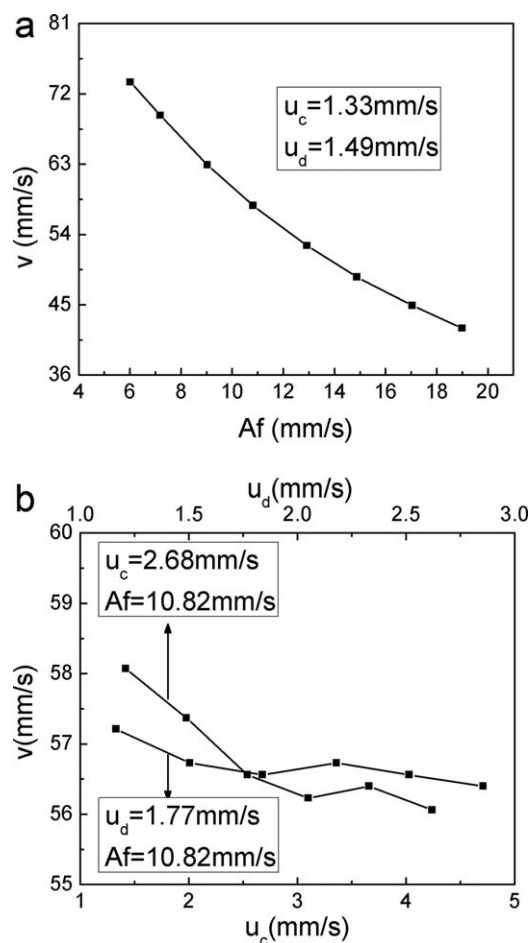 a
81
72
63
54
45
36
v (mm/s)
u_c=1.33mm/s
u_d=1.49mm/s
4 6 8 10 12 14 16 18 20
Af (mm/s)
b
u_d(mm/s)
1.0 1.5 2.0 2.5 3.0
60
59
58
57
56
55
v(mm/s)
u_c=2.68mm/s
Af=10.82mm/s
u_d=1.77mm/s
Af=10.82mm/s
1 2 3 4 5
u_c(mm/s)